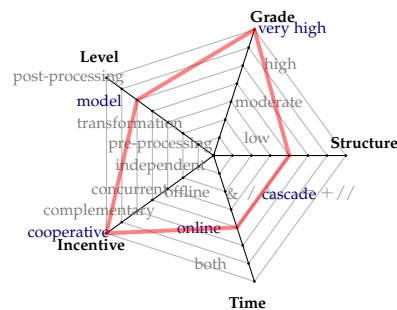 Grade
very high
Level
post-processing
high
model
moderate
transformation
low
pre-processing
Structure
independent
concurrent
offline
& //
cascade
+//
complementary
cooperative
online
Incentive
both
Time